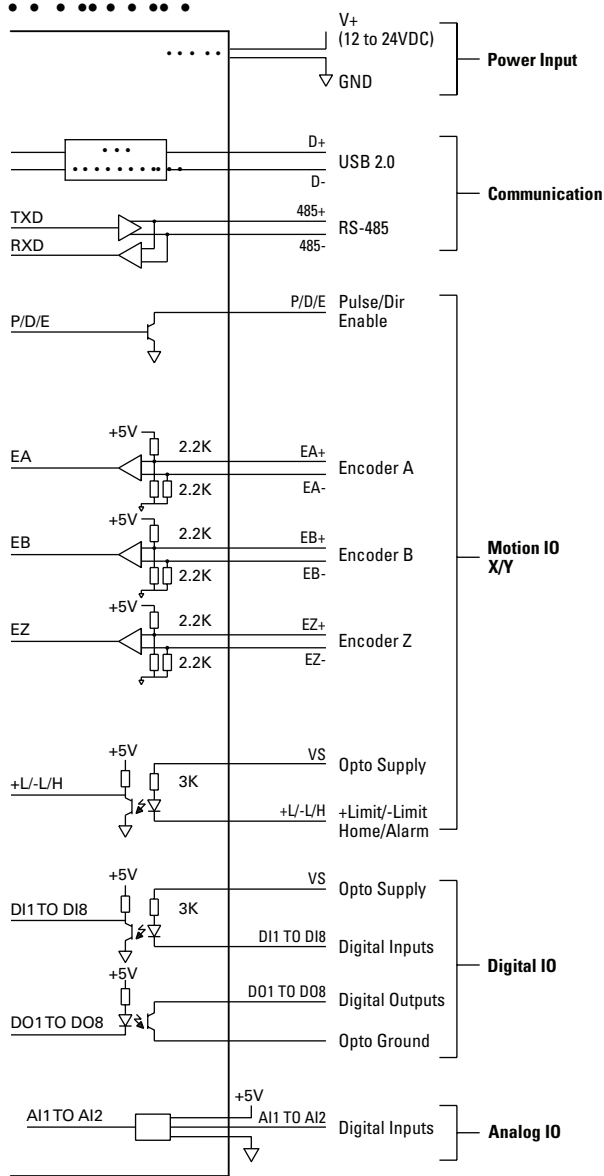 V+
(12 to 24VDC)
GND
Power Input
D+
USB 2.0
D-
Communication
TXD
485+
RS-485
RXD
485-
P/D/E
P/D/E
Pulse/Dir
Enable
+5V
2.2K
EA
EA+
Encoder A
EA-
2.2K
+5V
2.2K
EB
EB+
Encoder B
EB-
2.2K
Motion IO
X/Y
+5V
2.2K
EZ
EZ+
Encoder Z
EZ-
2.2K
+5V
VS
Opto Supply
3K
+L/-L/H
+L/-L/H
+Limit/-Limit
Home/Alarm
+5V
VS
Opto Supply
3K
DI1 TO DI8
DI1 TO DI8
Digital Inputs
Digital IO
+5V
DO1 TO DO8
Digital Outputs
DO1 TO DO8
Opto Ground
+5V
AI1 TO AI2
AI1 TO AI2
Digital Inputs
Analog IO